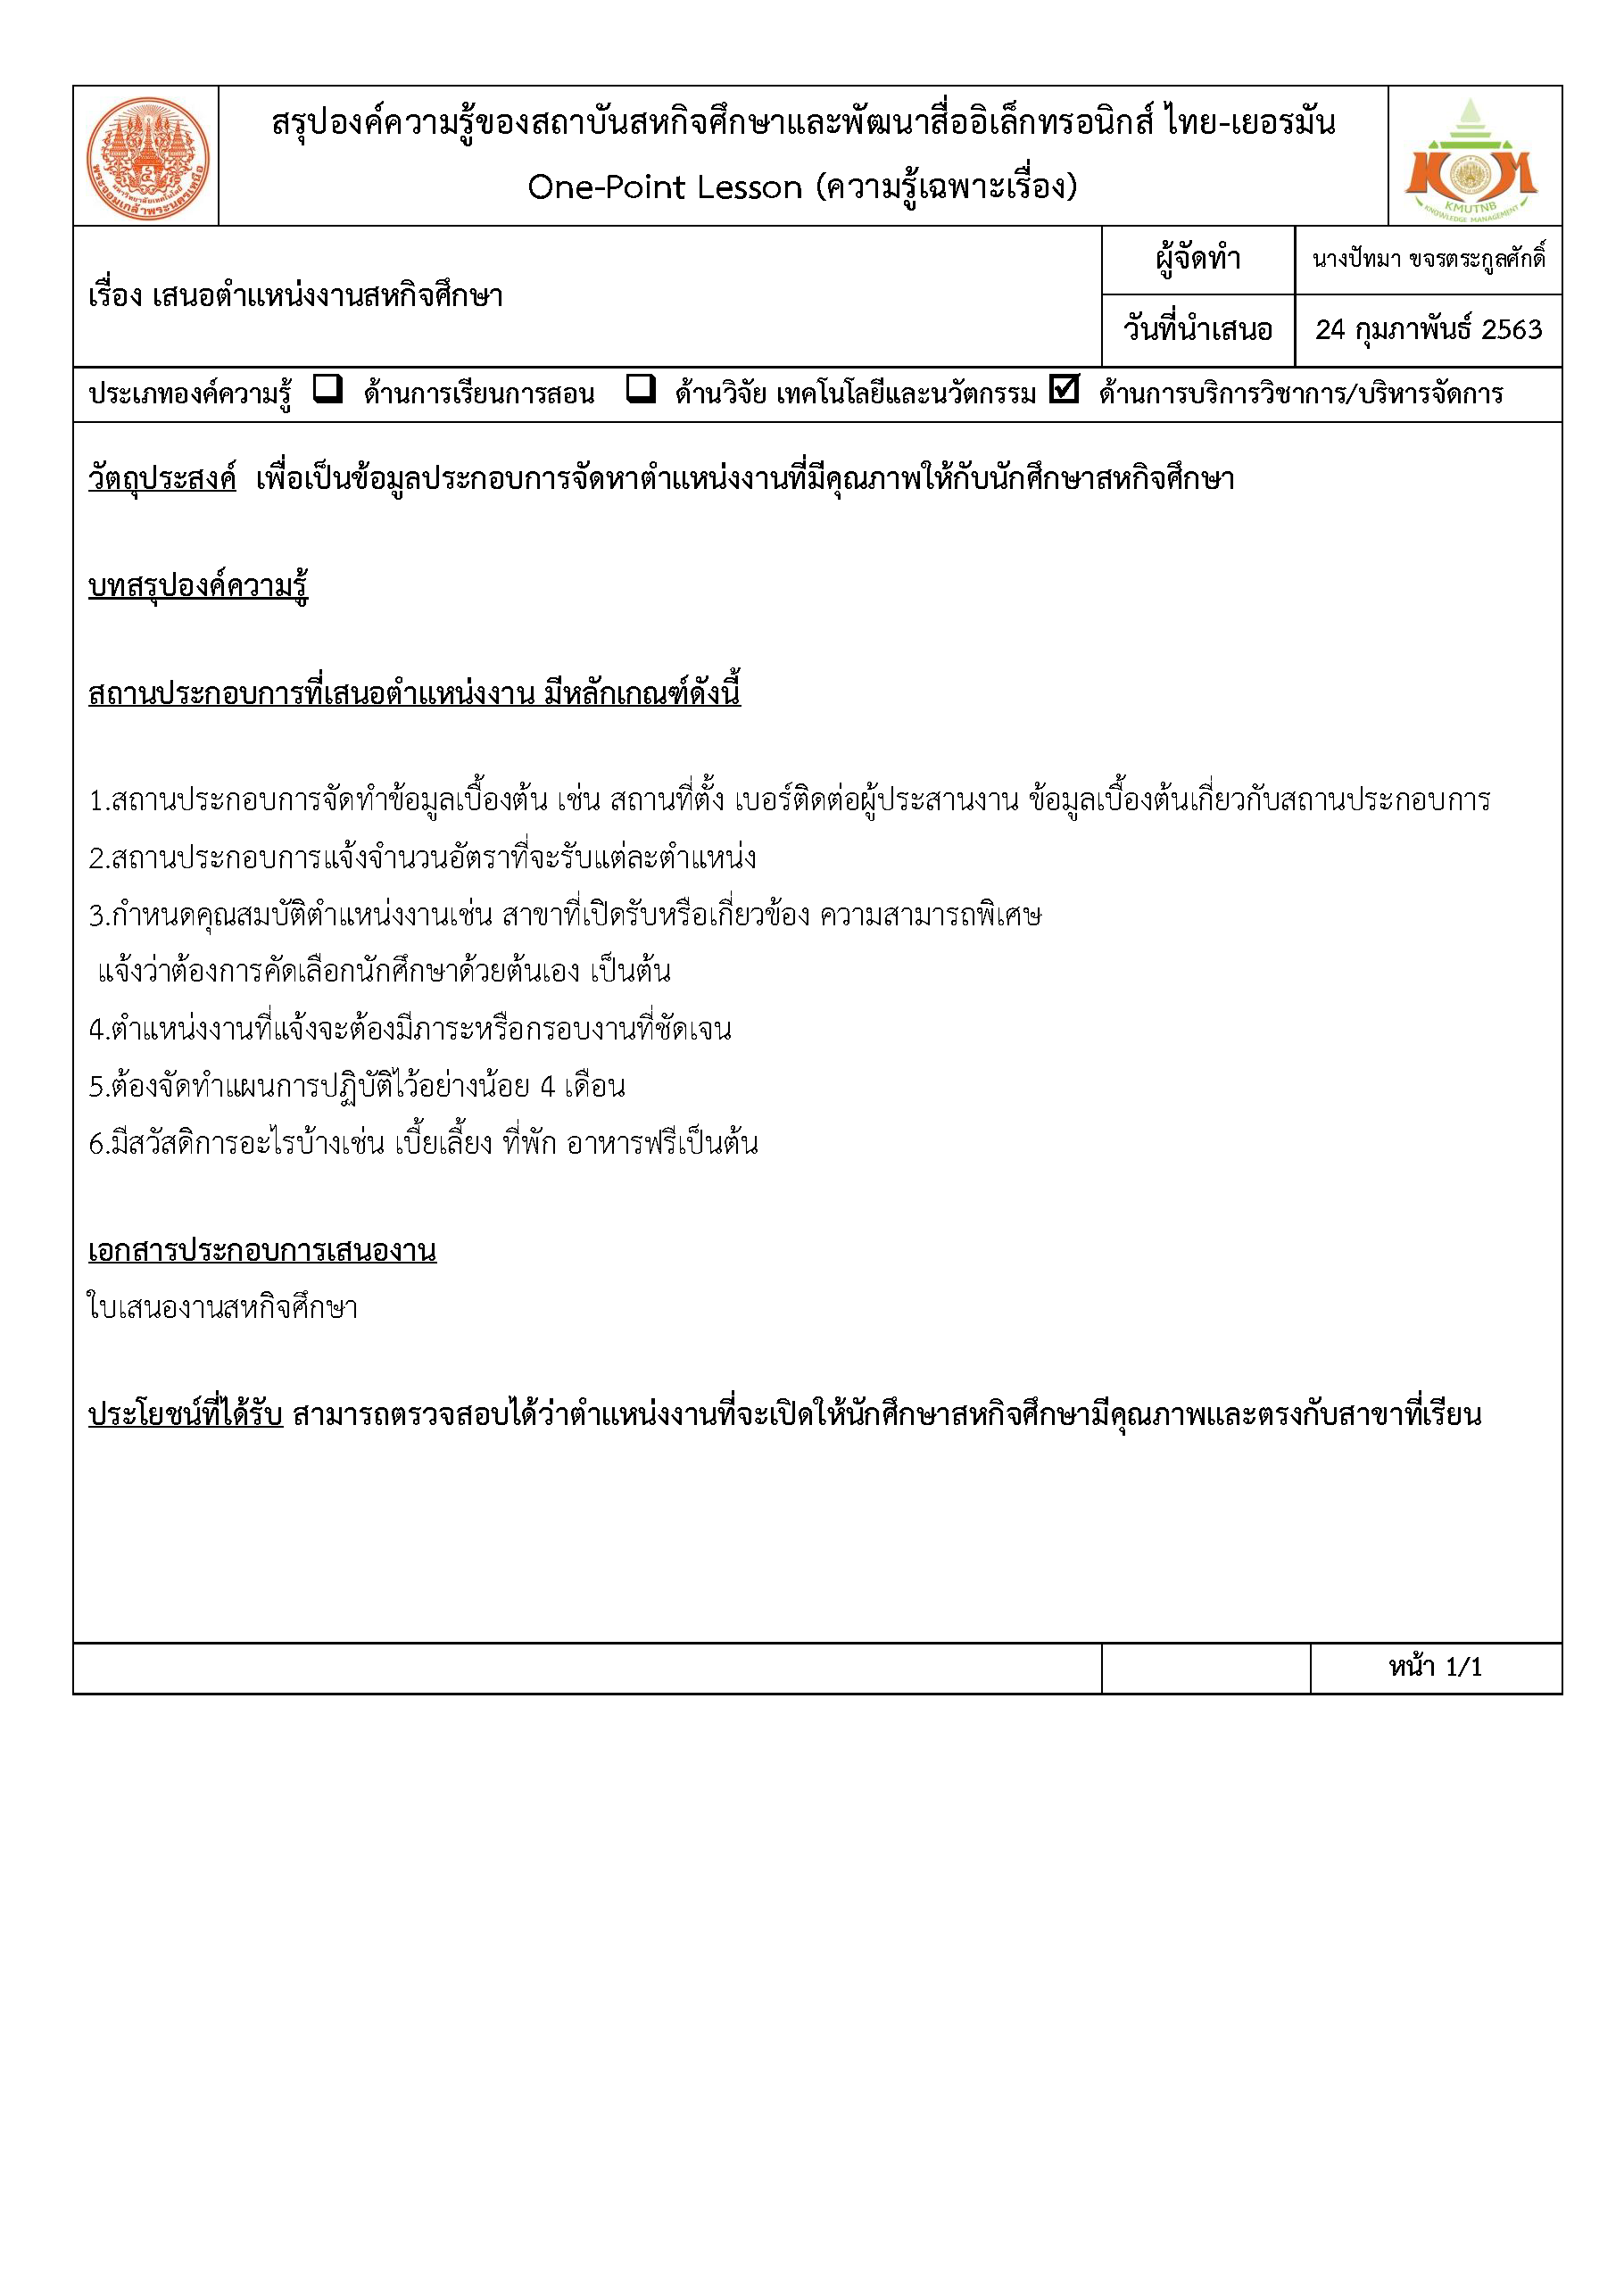 สรุปองค์ความรู้ของสถาบันสหกิจศึกษาและพัฒนาสื่ออิเล็กทรอนิกส์ ไทย-เยอรมัน
One-Point Lesson (ความรู้เฉพาะเรื่อง)
พระจอมเกล้าพระนครเหนือ
KMUTNB
KNOWLEDGE MANAGEMENT
เรื่อง เสนอตำแหน่งงานสหกิจศึกษา
ผู้จัดทำ
นางปัทมา ขจรตระกูลศักดิ์
วันที่นำเสนอ
24 กุมภาพันธ์ 2563
ประเภทองค์ความรู้ ❑ ด้านการเรียนการสอน ❑ ด้านวิจัย เทคโนโลยีและนวัตกรรม ☑ ด้านการบริการวิชาการ/บริหารจัดการ
วัตถุประสงค์ เพื่อเป็นข้อมูลประกอบการจัดหาตำแหน่งงานที่มีคุณภาพให้กับนักศึกษาสหกิจศึกษา
บทสรุปองค์ความรู้
สถานประกอบการที่เสนอตำแหน่งงาน มีหลักเกณฑ์ดังนี้
1.สถานประกอบการจัดทำข้อมูลเบื้องต้น เช่น สถานที่ตั้ง เบอร์ติดต่อผู้ประสานงาน ข้อมูลเบื้องต้นเกี่ยวกับสถานประกอบการ
2.สถานประกอบการแจ้งจำนวนอัตราที่จะรับแต่ละตำแหน่ง
3.กำหนดคุณสมบัติตำแหน่งงานเช่น สาขาที่เปิดรับหรือเกี่ยวข้อง ความสามารถพิเศษ
แจ้งว่าต้องการคัดเลือกนักศึกษาด้วยต้นเอง เป็นต้น
4.ตำแหน่งงานที่แจ้งจะต้องมีภาระหรือกรอบงานที่ชัดเจน
5.ต้องจัดทำแผนการปฏิบัติไว้อย่างน้อย 4 เดือน
6.มีสวัสดิการอะไรบ้างเช่น เบี้ยเลี้ยง ที่พัก อาหารฟรีเป็นต้น
เอกสารประกอบการเสนองาน
ใบเสนองานสหกิจศึกษา
ประโยชน์ที่ได้รับ สามารถตรวจสอบได้ว่าตำแหน่งงานที่จะเปิดให้นักศึกษาสหกิจศึกษามีคุณภาพและตรงกับสาขาที่เรียน
หน้า 1/1